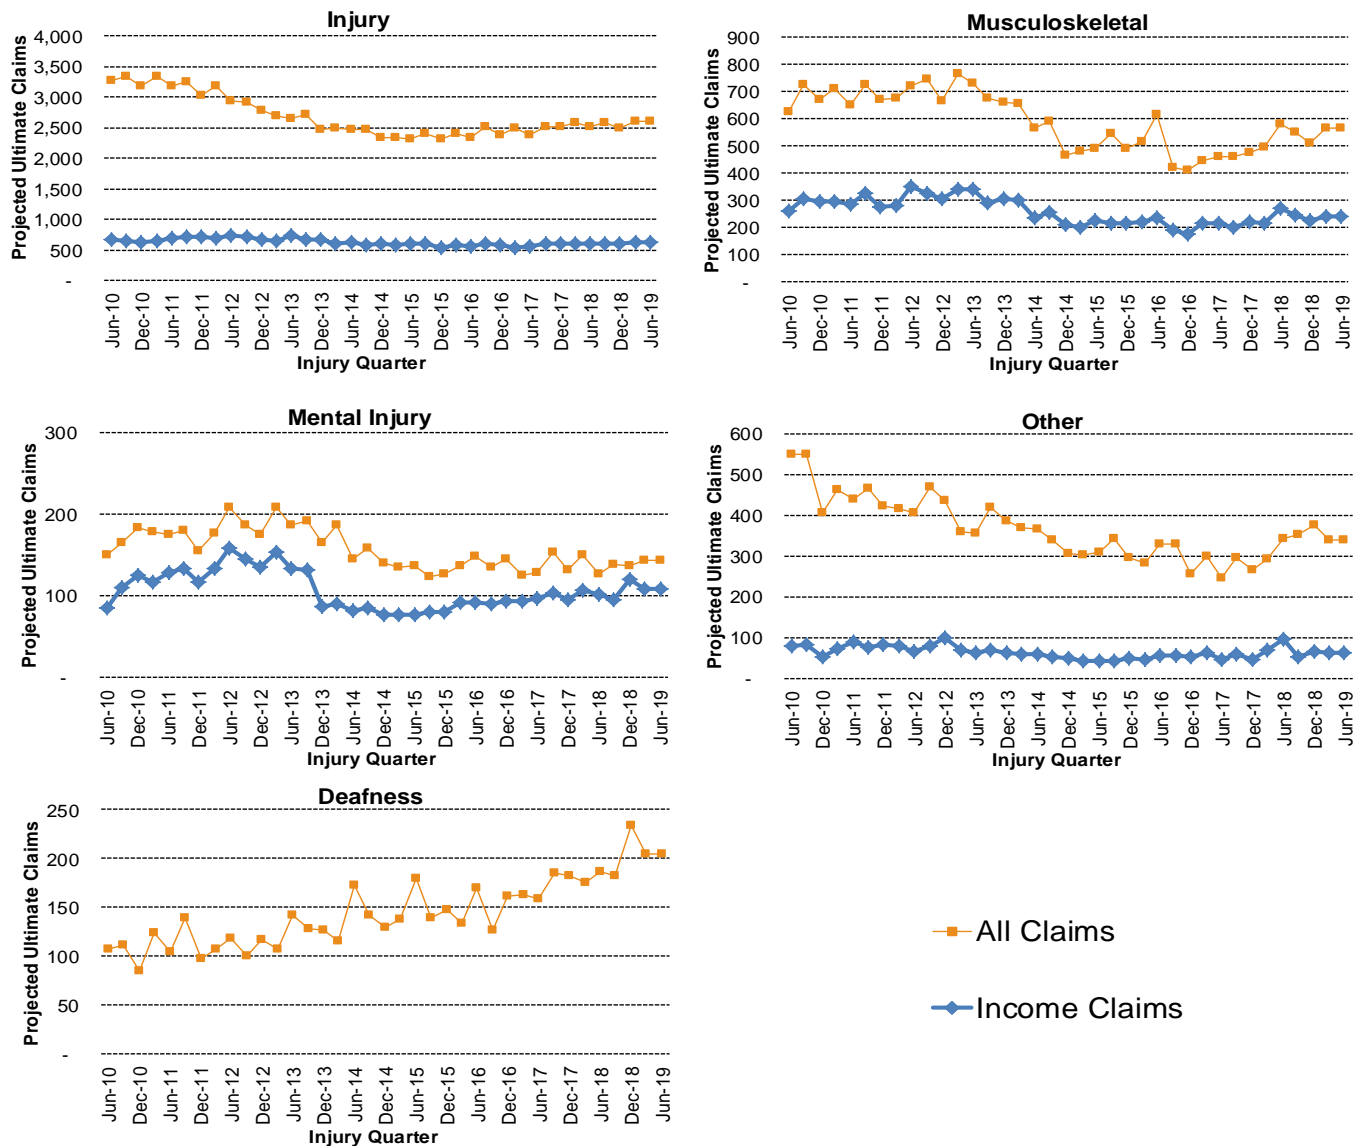 Injury
Projected Ultimate Claims
4,000
3,500
3,000
2,500
2,000
1,500
1,000
500
-
Jun-10
Dec-10
Jun-11
Dec-11
Jun-12
Dec-12
Jun-13
Dec-13
Jun-14
Dec-14
Jun-15
Dec-15
Jun-16
Dec-16
Jun-17
Dec-17
Jun-18
Dec-18
Jun-19
Injury Quarter
Musculoskeletal
Projected Ultimate Claims
900
800
700
600
500
400
300
200
100
-
Jun-10
Dec-10
Jun-11
Dec-11
Jun-12
Dec-12
Jun-13
Dec-13
Jun-14
Dec-14
Jun-15
Dec-15
Jun-16
Dec-16
Jun-17
Dec-17
Jun-18
Dec-18
Jun-19
Injury Quarter
Mental Injury
Projected Ultimate Claims
300
200
100
-
Jun-10
Dec-10
Jun-11
Dec-11
Jun-12
Dec-12
Jun-13
Dec-13
Jun-14
Dec-14
Jun-15
Dec-15
Jun-16
Dec-16
Jun-17
Dec-17
Jun-18
Dec-18
Jun-19
Injury Quarter
Other
Projected Ultimate Claims
600
500
400
300
200
100
-
Jun-10
Dec-10
Jun-11
Dec-11
Jun-12
Dec-12
Jun-13
Dec-13
Jun-14
Dec-14
Jun-15
Dec-15
Jun-16
Dec-16
Jun-17
Dec-17
Jun-18
Dec-18
Jun-19
Injury Quarter
Deafness
Projected Ultimate Claims
250
200
150
100
50
-
Jun-10
Dec-10
Jun-11
Dec-11
Jun-12
Dec-12
Jun-13
Dec-13
Jun-14
Dec-14
Jun-15
Dec-15
Jun-16
Dec-16
Jun-17
Dec-17
Jun-18
Dec-18
Jun-19
Injury Quarter
All Claims
Income Claims